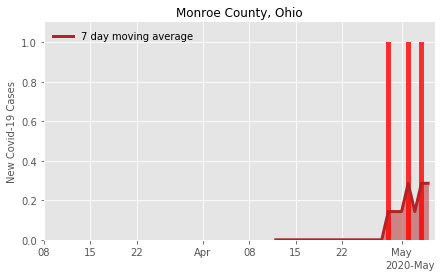 Monroe County, Ohio
7 day moving average
New Covid-19 Cases
1.0
0.8
0.6
0.4
0.2
0.0
08 15 22 Apr 08 15 22 May
2020-May